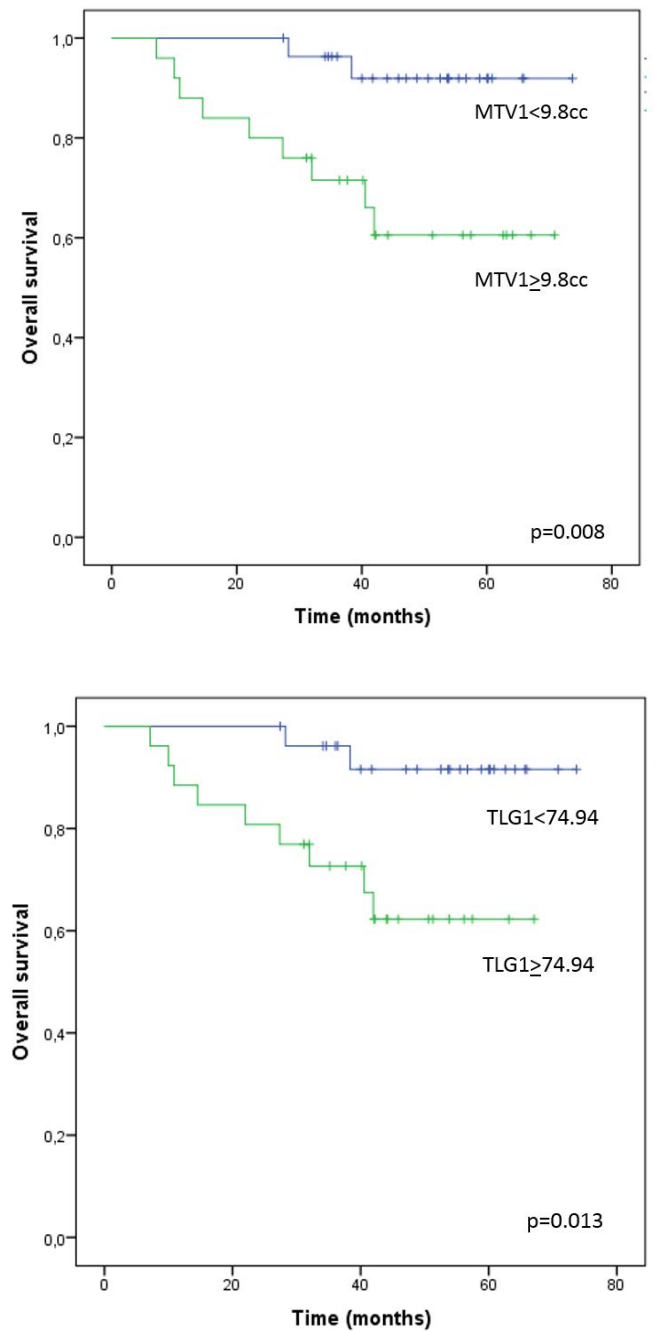 1,0
MTV1<9.8cc
0,8
0,6
MTV1≥9.8cc
0,4
0,2
0,0
p=0.008
Overall survival
0 20 40 60 80
Time (months)
1,0
TLG1<74.94
0,8
0,6
TLG1≥74.94
0,4
0,2
0,0
p=0.013
Overall survival
0 20 40 60 80
Time (months)